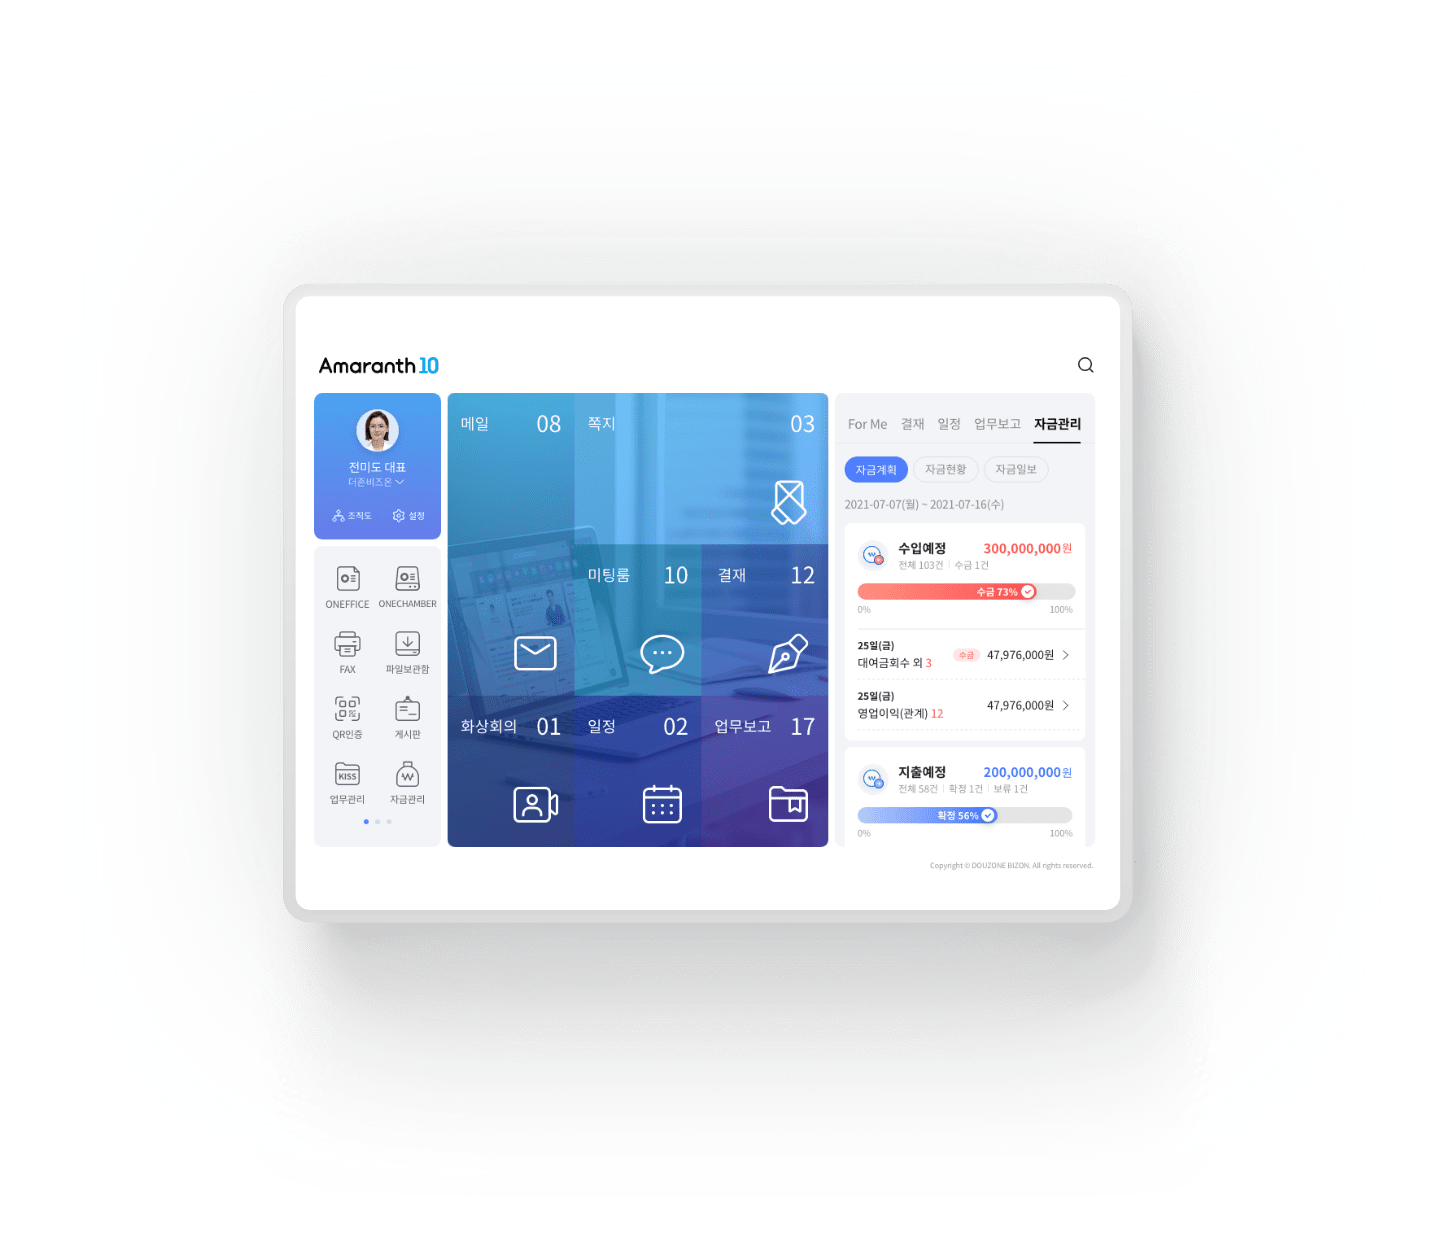 Amaranth 10
전미도 대표
더존비즈온
조직도 설정
ONEFFICE ONECHAMBER
FAX 파일보관함
QR인증 게시판
KISS
업무관리 자금관리
메일 08 쪽지 03
미팅룸 10 결재 12
화상회의 01 일정 02 업무보고 17
For Me 결재 일정 업무보고 자금관리
자금계획 자금현황 자금일보
2021-07-07(월) ~ 2021-07-16(수)
수입예정 300,000,000원
전체 103건 수금 1건
수금 73%
0% 100%
25일(금)
대여금회수 외 3 수금 47,976,000원
25일(금)
영업이익(관계) 12 47,976,000원
지출예정 200,000,000원
전체 58건 확정 1건 보류 1건
확정 56%
0% 100%
Copyright © DOUZONE BIZON. All rights reserved.